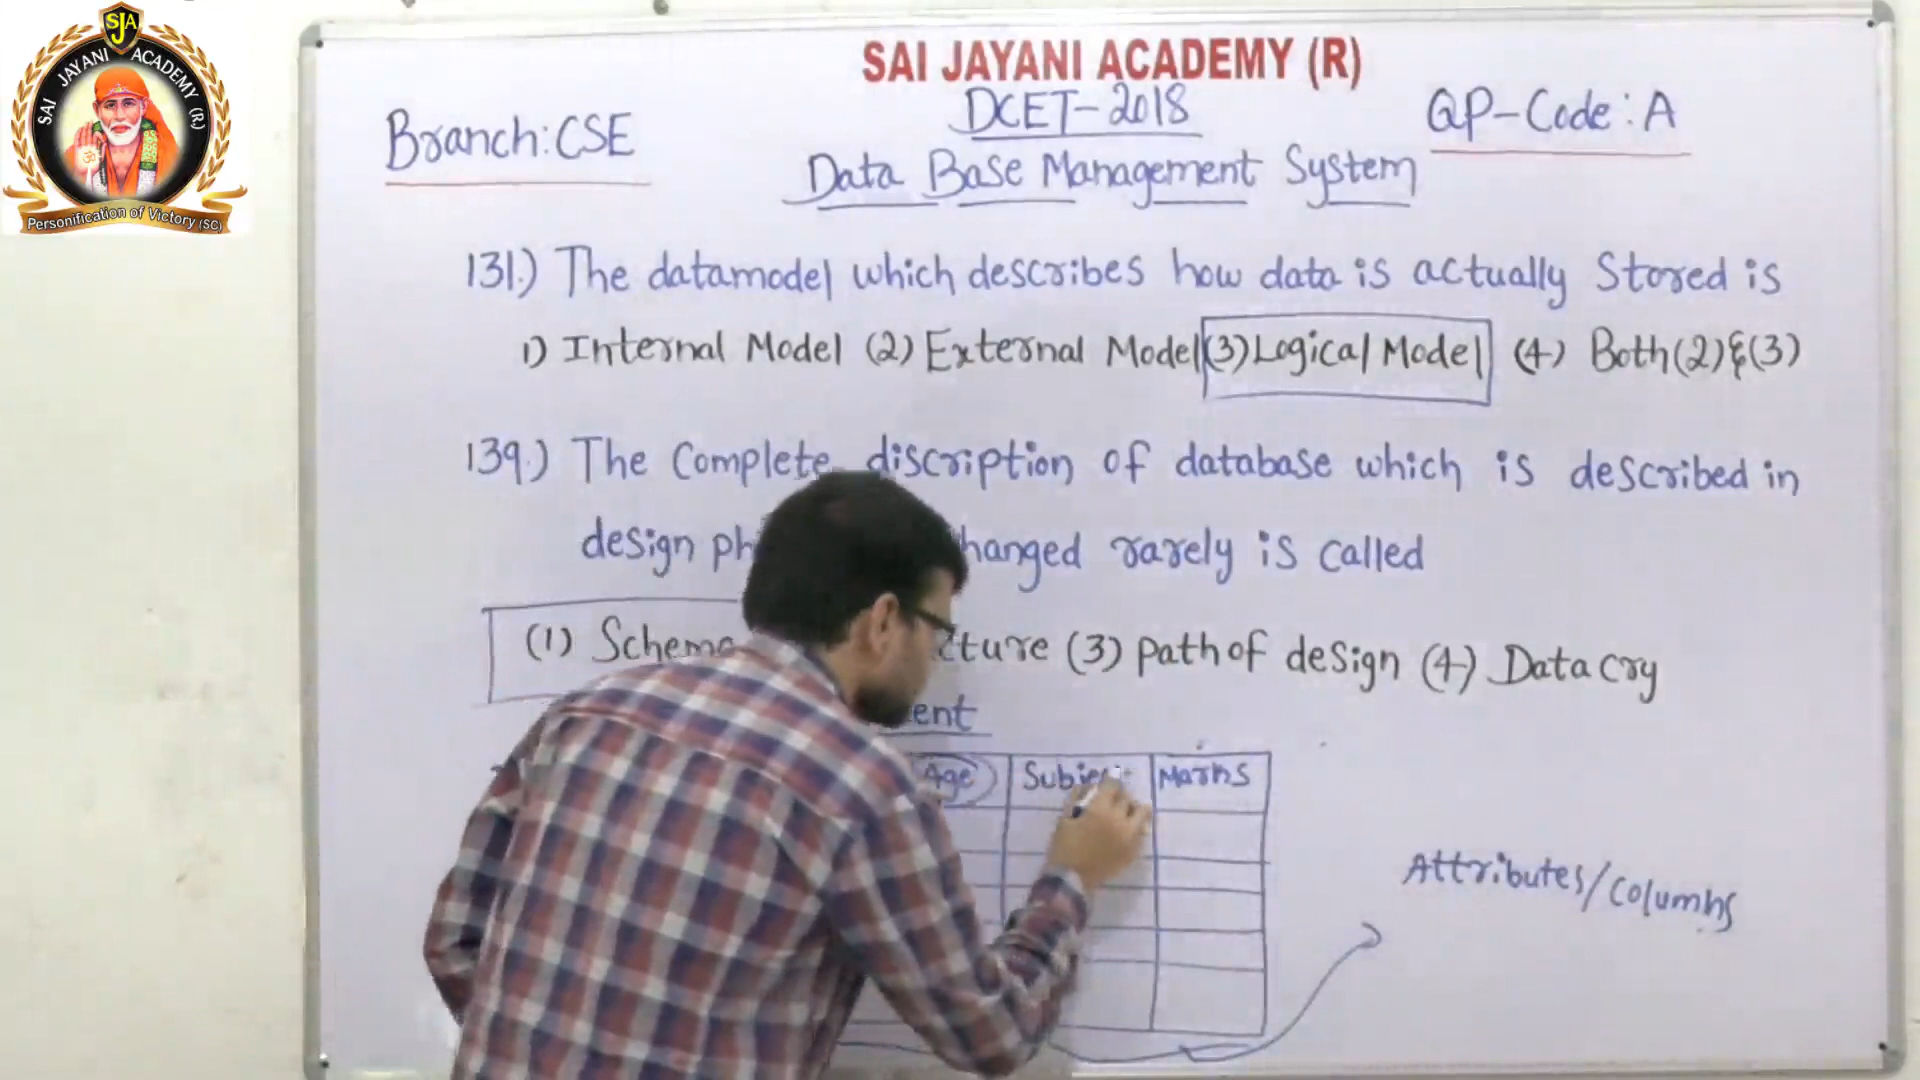 SJA
SAI JAYANI ACADEMY (R.)
Personification of Victory (SC)
SAI JAYANI ACADEMY (R)
Branch: CSE DCET-2018 QP-Code: A
Data Base Management System
131.) The datamodel which describes how data is actually Stored is
1) Internal Model (2) External Model (3) Logical Model (4) Both (2) & (3)
139.) The Complete discription of database which is described in
design ph hanged rarely is called
(1) Schema cture (3) path of design (4) Data cry
ent
Age Subject Marks
Attributes/columns